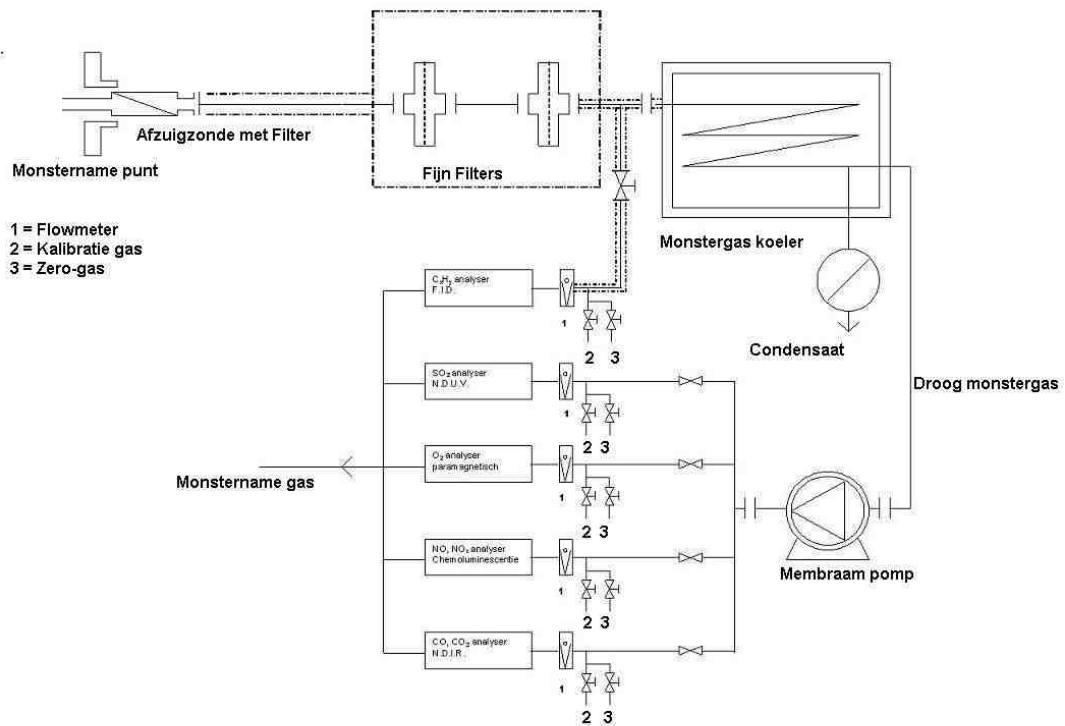 Afzuigzonde met Filter
Monstername punt
Fijn Filters
Monstergas koeler
1 = Flowmeter
2 = Kalibratie gas
3 = Zero-gas
Condensaat
Droog monstergas
analyser
F.I.D.
1
2 3
SO₂ analyser
N.D.U.V.
1
2 3
O₂ analyser
paramagnetisch
1
2 3
Monstername gas
NO, NO₂ analyser
Chemoluminescentie
1
2 3
Membraam pomp
CO, CO₂ analyser
N.D.I.R.
1
2 3